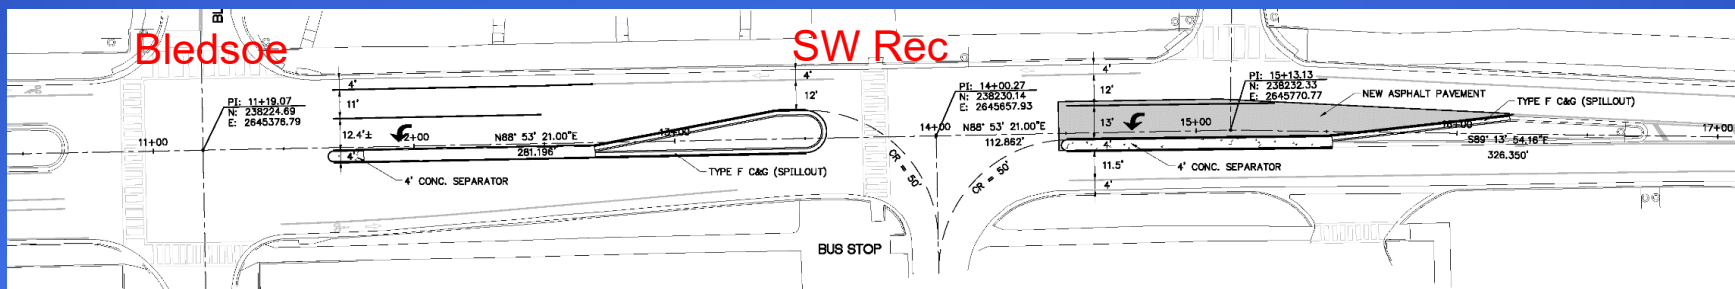 BL
Bledsoe
SW Rec
4'
11'
12.4'±
4'
PI: 11+19.07
N: 238224.69
E: 2645376.79
11+00
12+00
N88° 53' 21.00"E
281.196'
13+00
4' CONC. SEPARATOR
TYPE F C&G (SPILLOUT)
4'
12'
CR = 50'
CR = 50'
BUS STOP
PI: 14+00.27
N: 238230.14
E: 2645657.93
14+00
N88° 53' 21.00"E
112.862'
4'
12'
13'
4'
11.5'
4'
PI: 15+13.13
N: 238232.33
E: 2645770.77
15+00
NEW ASPHALT PAVEMENT
TYPE F C&G (SPILLOUT)
4' CONC. SEPARATOR
16+00
S89° 13' 54.16"E
326.350'
17+00